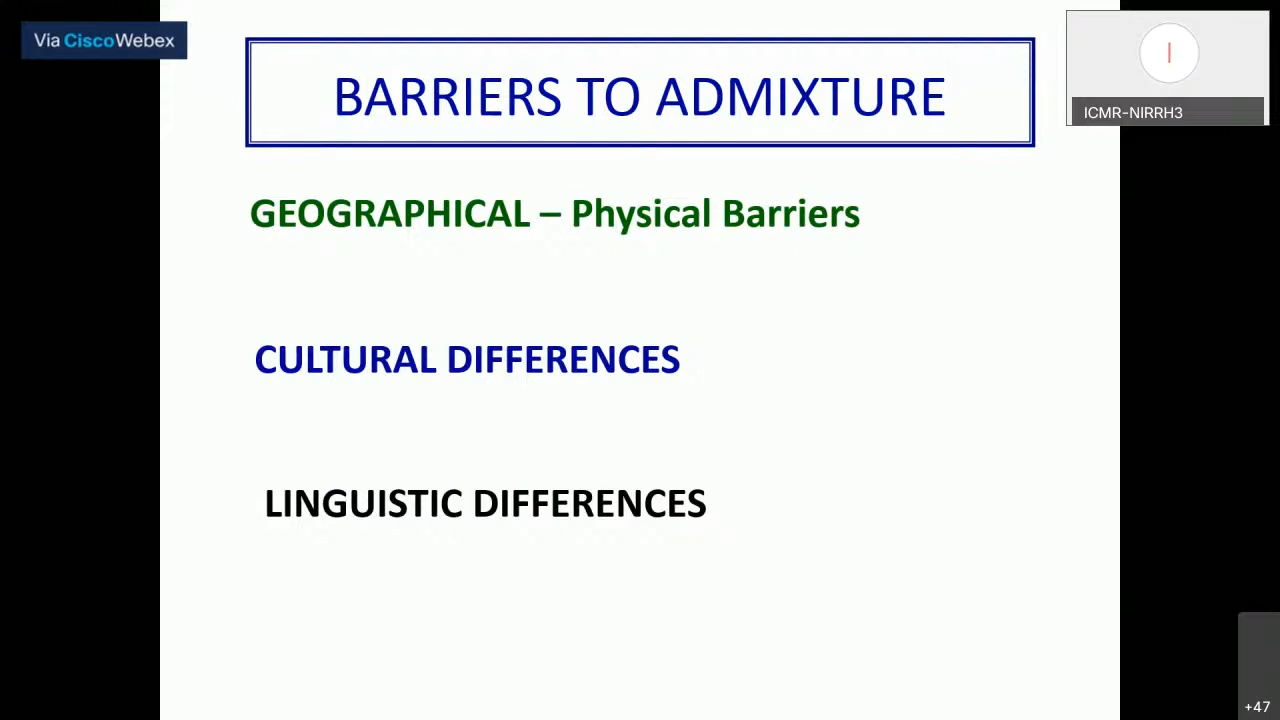 Via CiscoWebex
BARRIERS TO ADMIXTURE
I
ICMR-NIRRH3
GEOGRAPHICAL – Physical Barriers
CULTURAL DIFFERENCES
LINGUISTIC DIFFERENCES
+47